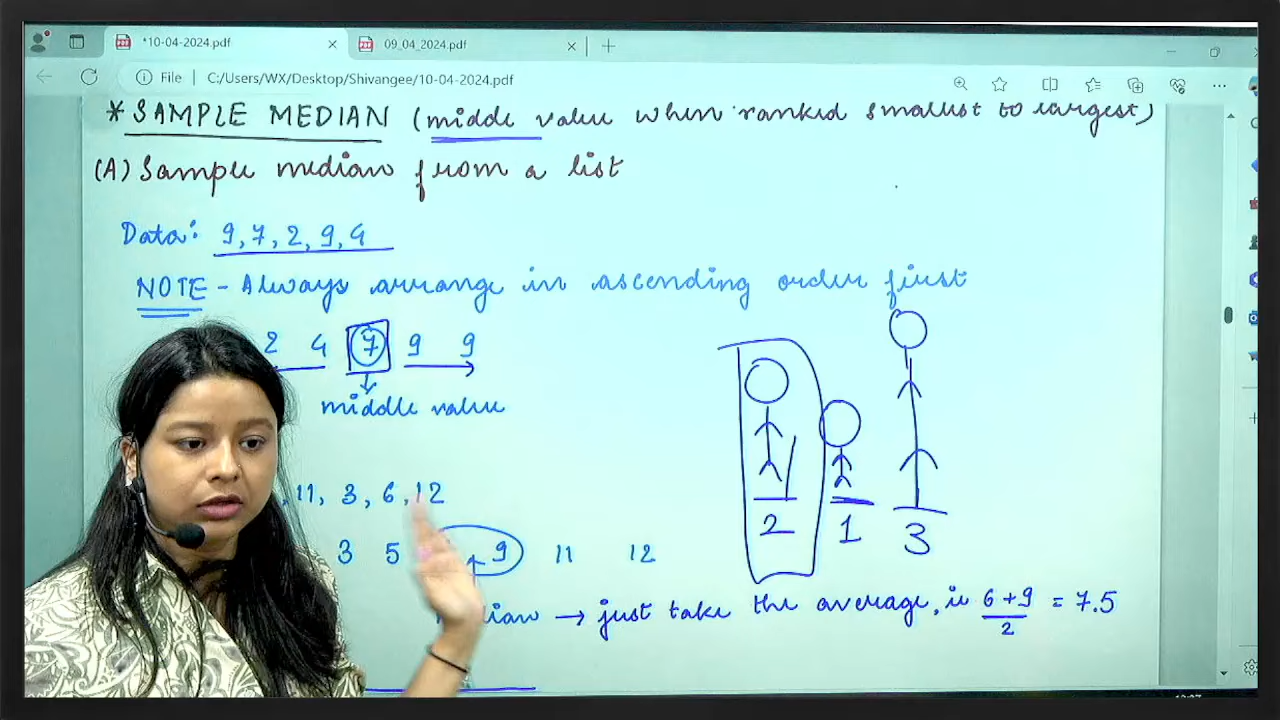 *10-04-2024.pdf
09_04_2024.pdf
File C:/Users/WX/Desktop/Shivangee/10-04-2024.pdf
*SAMPLE MEDIAN (middle value when ranked smallest to largest)
(A) Sample median from a list
Data: 9, 7, 2, 9, 4
NOTE - Always arrange in ascending order first
2 4 7 9 9
middle value
, 11, 3, 6, 12
3 5 9 11 12
2 1 3
→ just take the average, ie 6+9/2 = 7.5